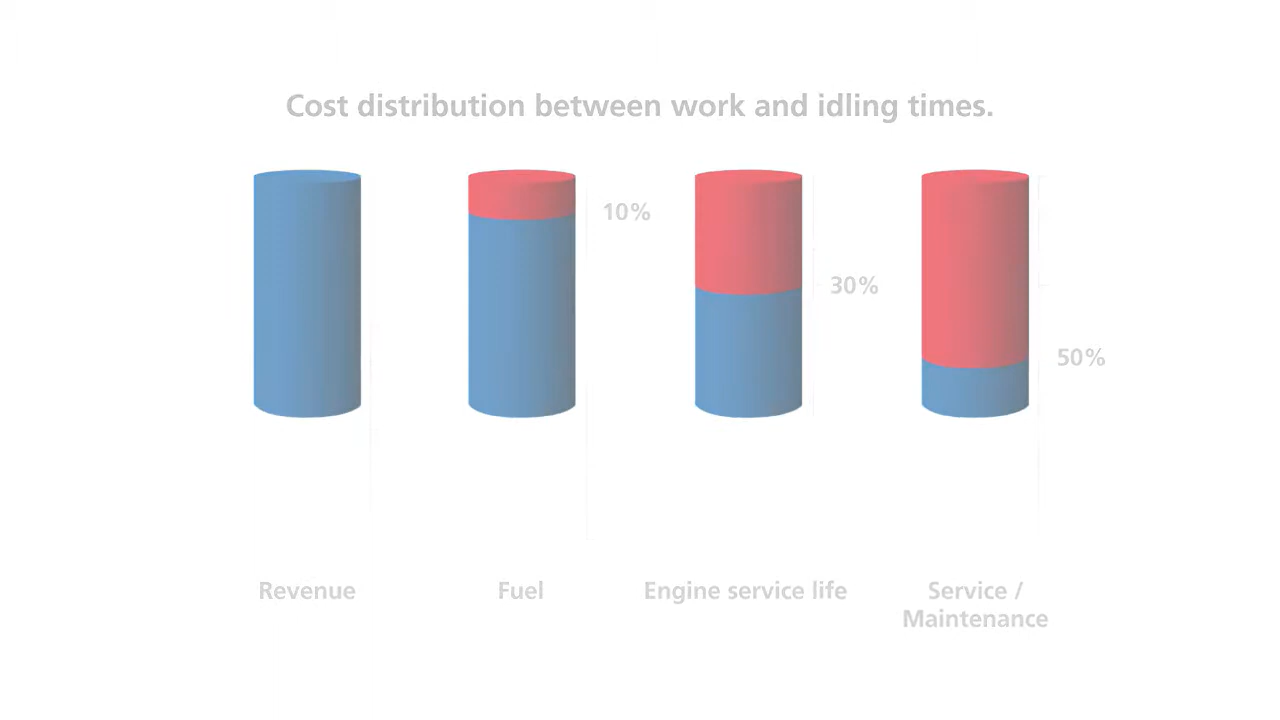 Cost distribution between work and idling times.
10%
30%
50%
Revenue
Fuel
Engine service life
Service /
Maintenance